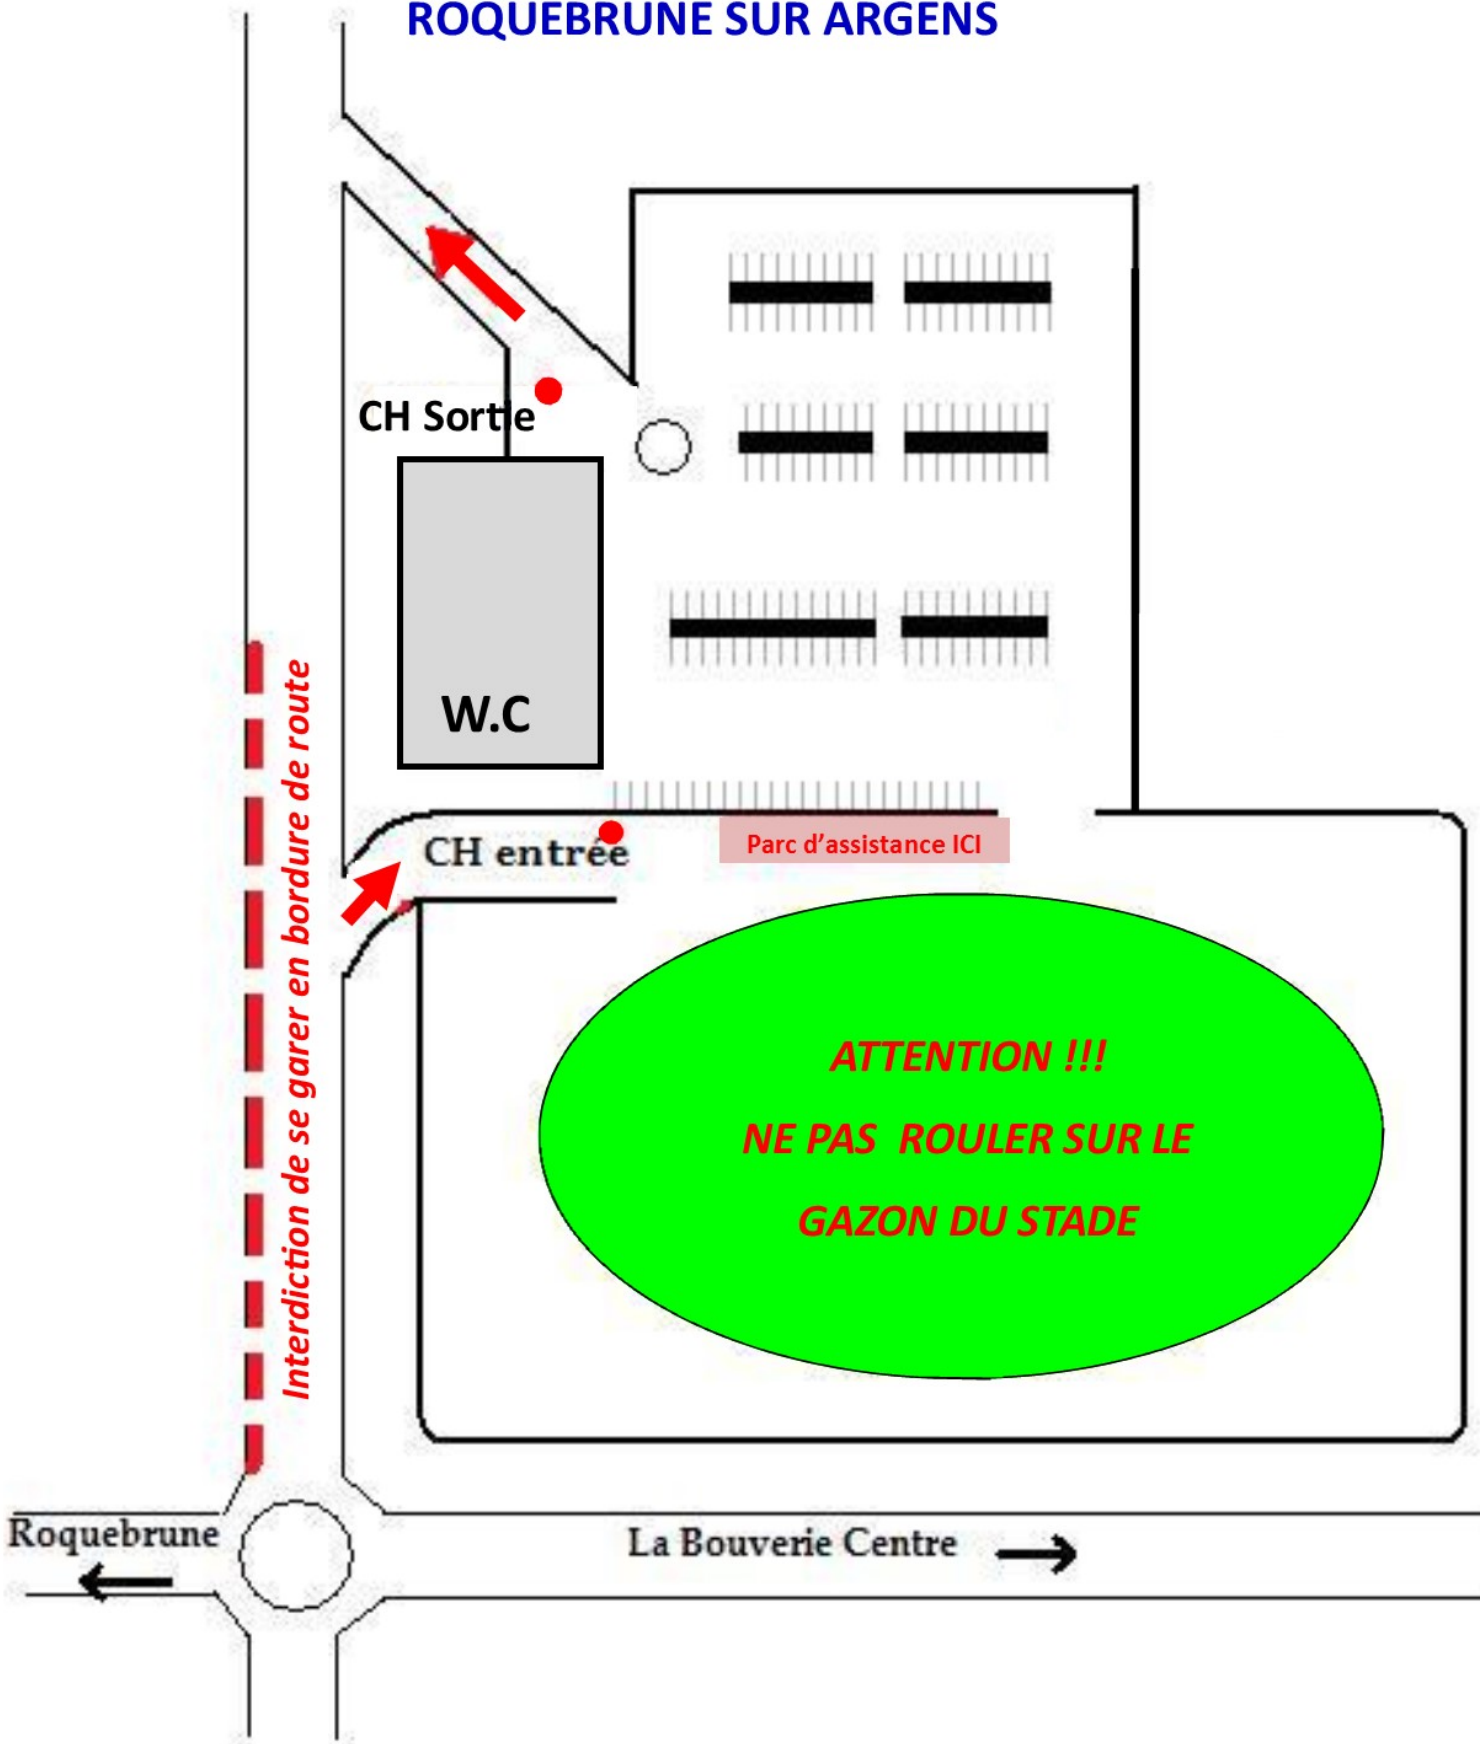 ROQUEBRUNE SUR ARGENS
CH Sortie
W.C
Interdiction de se garer en bordure de route
CH entrée
Parc d’assistance ICI
ATTENTION !!!
NE PAS ROULER SUR LE
GAZON DU STADE
Roquebrune
La Bouverie Centre